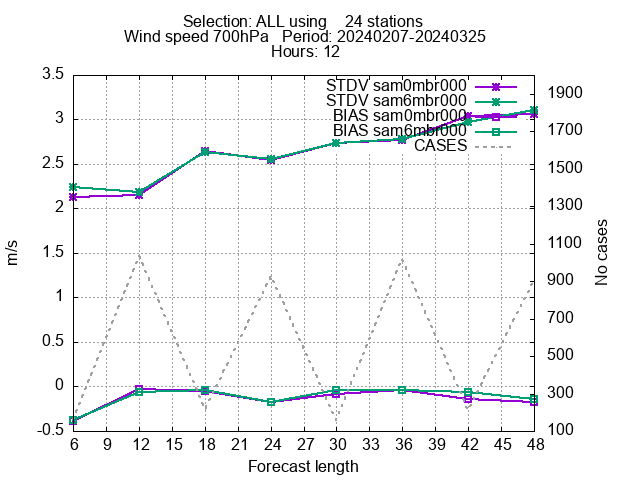 Selection: ALL using 24 stations
Wind speed 700hPa Period: 20240207-20240325
Hours: 12
STDV sam0mbr000
STDV sam6mbr000
BIAS sam0mbr000
BIAS sam6mbr000
CASES
3.5
3
2.5
2
1.5
1
0.5
0
-0.5
m/s
1900
1700
1500
1300
1100
900
700
500
300
100
No cases
6 9 12 15 18 21 24 27 30 33 36 39 42 45 48
Forecast length